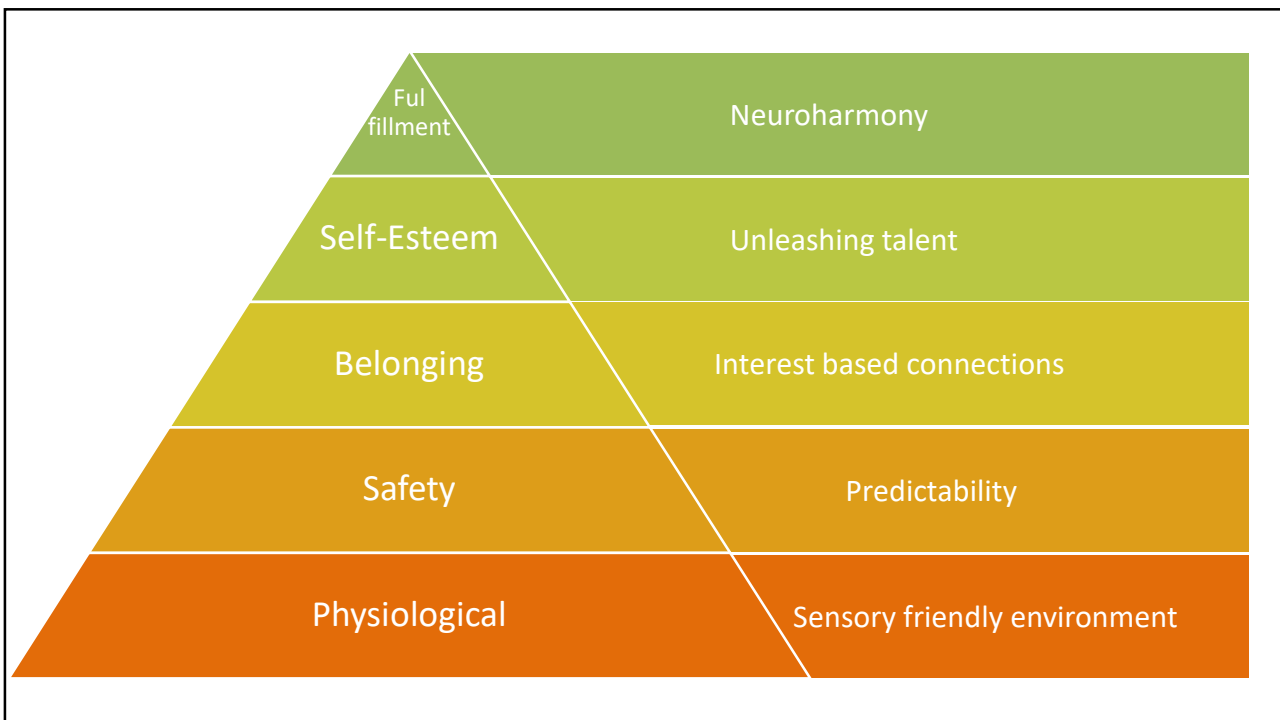 Ful
fillment
Neuroharmony
Self-Esteem
Unleashing talent
Belonging
Interest based connections
Safety
Predictability
Physiological
Sensory friendly environment